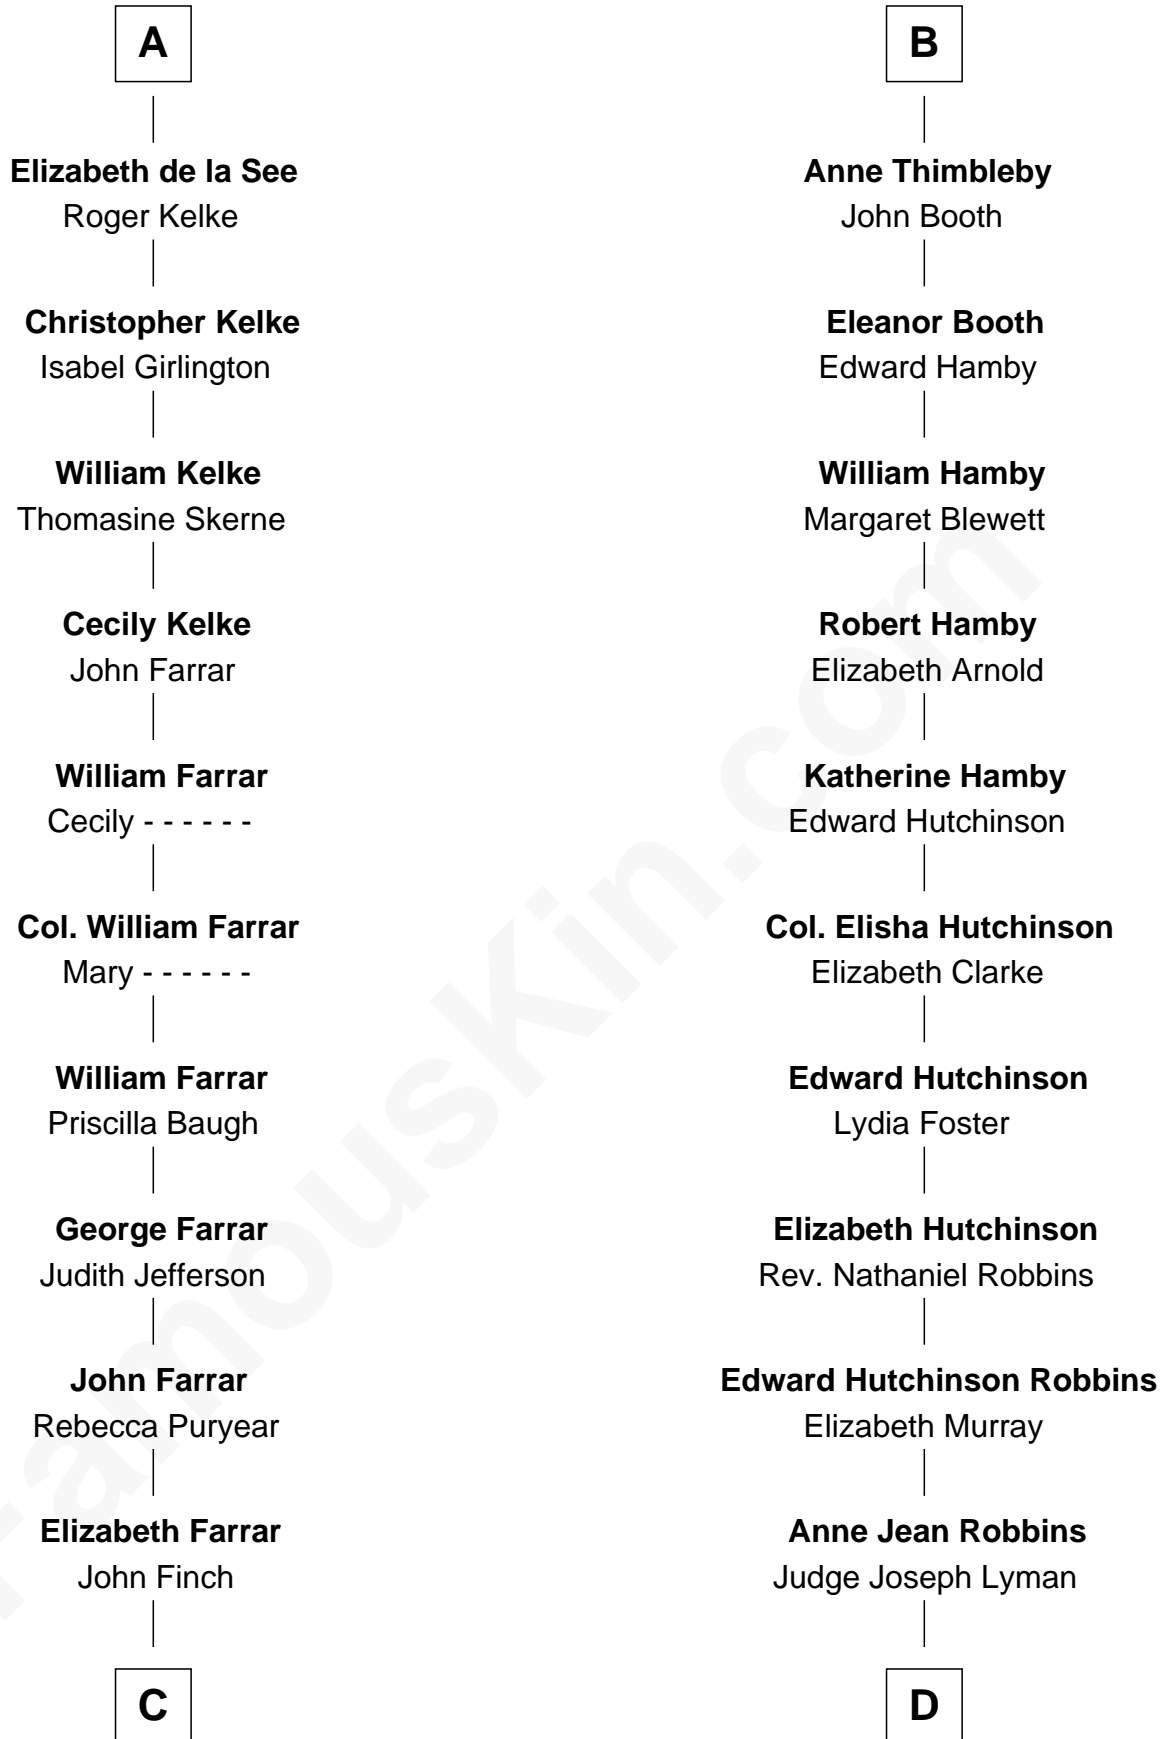 A
Elizabeth de la See
Roger Kelke
Christopher Kelke
Isabel Girlington
William Kelke
Thomasine Skerne
Cecily Kelke
John Farrar
William Farrar
Cecily - - - - - -
Col. William Farrar
Mary - - - - - -
William Farrar
Priscilla Baugh
George Farrar
Judith Jefferson
John Farrar
Rebecca Puryear
Elizabeth Farrar
John Finch
C
B
Anne Thimbleby
John Booth
Eleanor Booth
Edward Hamby
William Hamby
Margaret Blewett
Robert Hamby
Elizabeth Arnold
Katherine Hamby
Edward Hutchinson
Col. Elisha Hutchinson
Elizabeth Clarke
Edward Hutchinson
Lydia Foster
Elizabeth Hutchinson
Rev. Nathaniel Robbins
Edward Hutchinson Robbins
Elizabeth Murray
Anne Jean Robbins
Judge Joseph Lyman
D
FamousKin.com